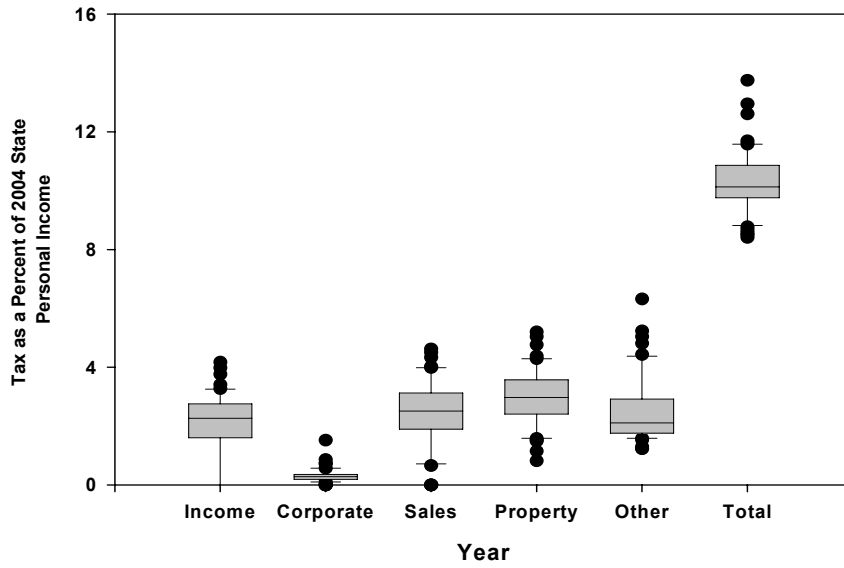 Tax as a Percent of 2004 State
Personal Income
16
12
8
4
0
Income Corporate Sales Property Other Total
Year